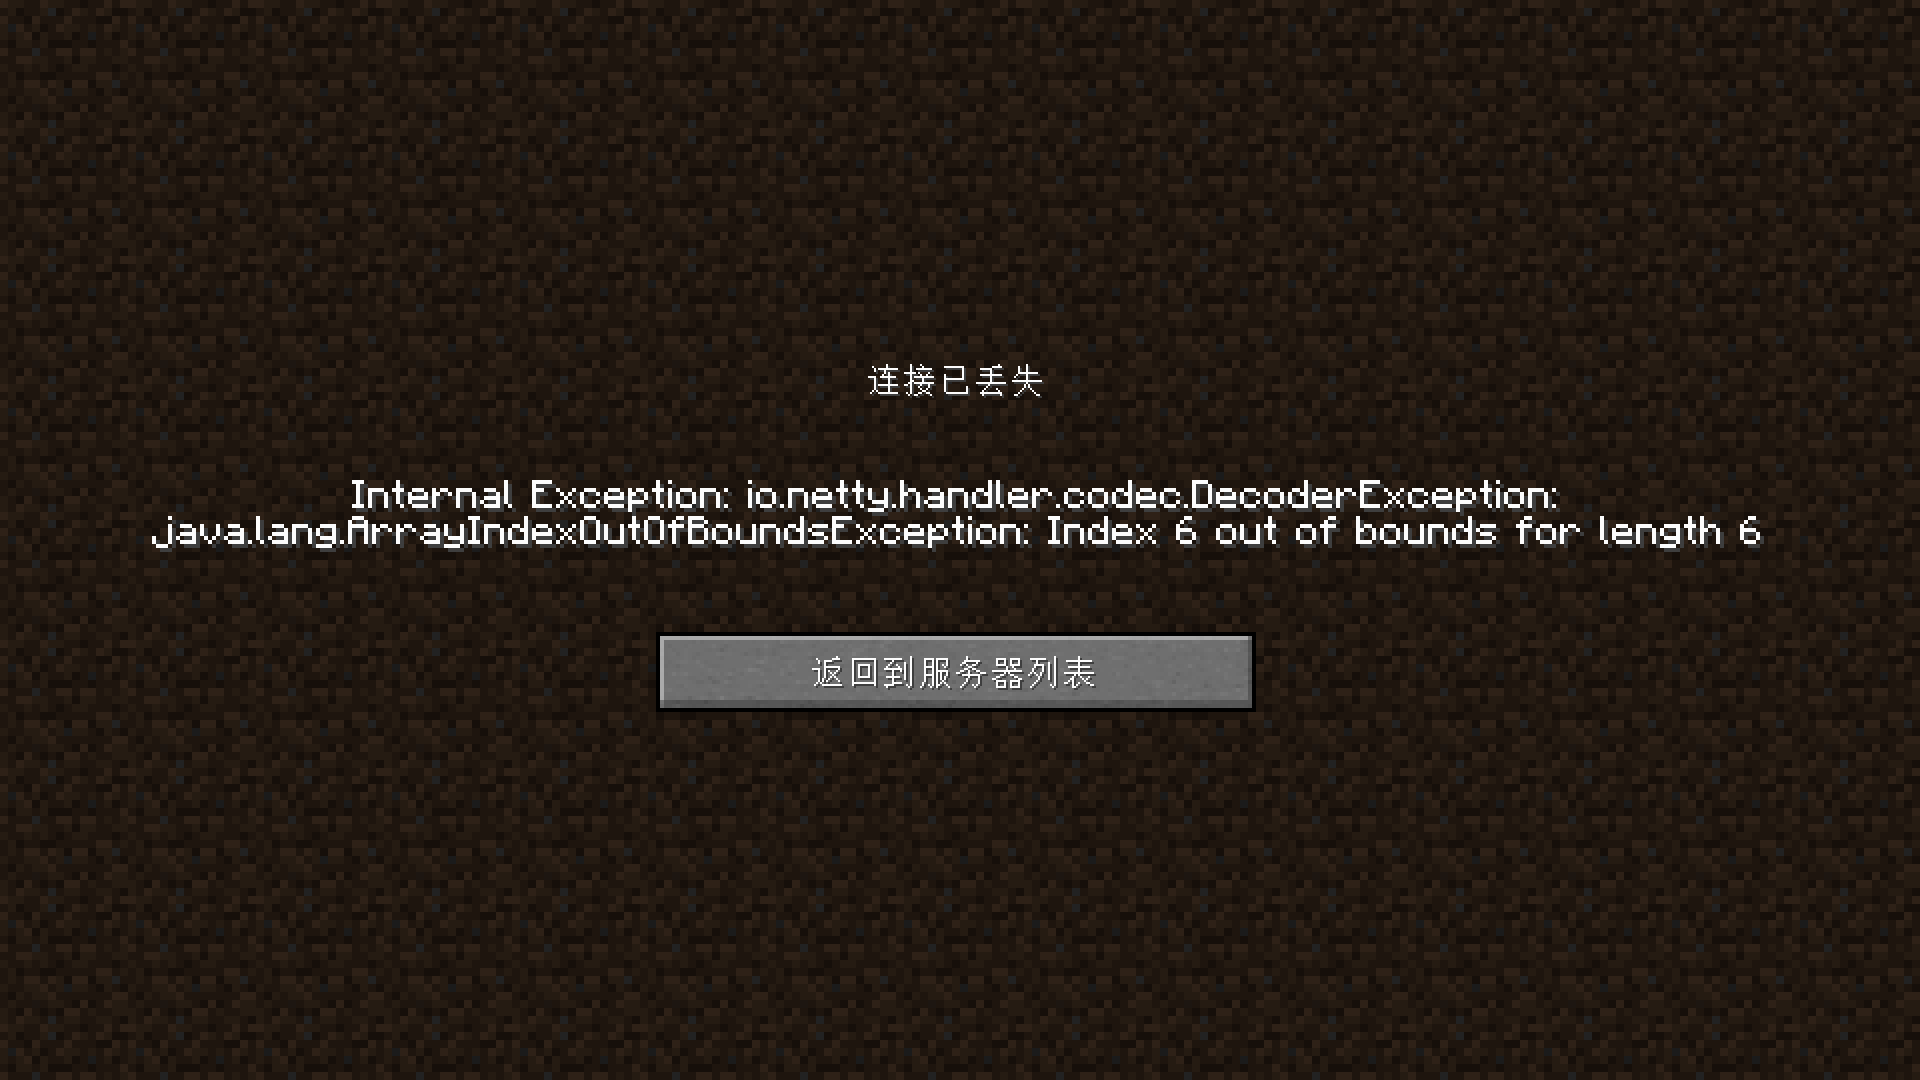 连接已丢失
Internal Exception: io.netty.handler.codec.DecoderException:
java.lang.ArrayIndexOutOfBoundsException: Index 6 out of bounds for length 6
返回到服务器列表